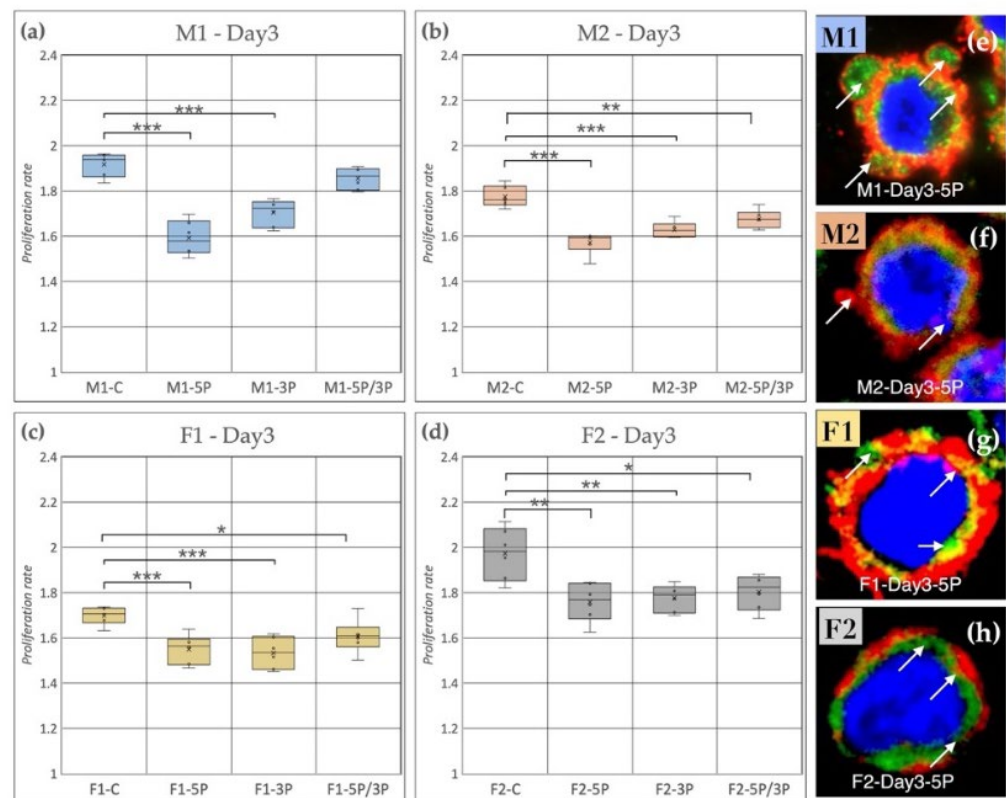 (a)
M1 - Day3
Proliferation rate
2.4
2.2
2
1.8
1.6
1.4
1.2
1
***
***
M1-C M1-5P M1-3P M1-5P/3P
(b)
M2 - Day3
Proliferation rate
2.4
2.2
2
1.8
1.6
1.4
1.2
1
**
***
***
M2-C M2-5P M2-3P M2-5P/3P
(c)
F1 - Day3
Proliferation rate
2.4
2.2
2
1.8
1.6
1.4
1.2
1
*
***
***
F1-C F1-5P F1-3P F1-5P/3P
(d)
F2 - Day3
Proliferation rate
2.4
2.2
2
1.8
1.6
1.4
1.2
1
*
**
**
F2-C F2-5P F2-3P F2-5P/3P
M1 (e)
M1-Day3-5P
M2 (f)
M2-Day3-5P
F1 (g)
F1-Day3-5P
F2 (h)
F2-Day3-5P